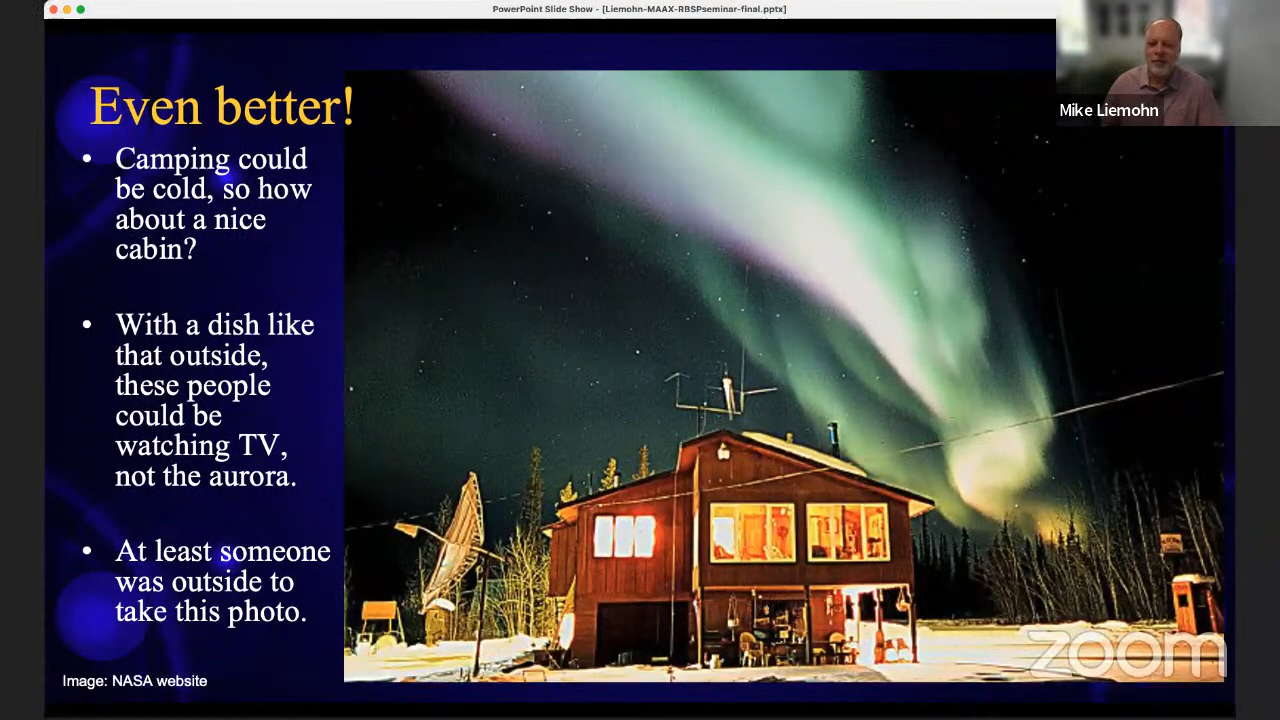 PowerPoint Slide Show - [Liemohn-MAAX-RBSPseminar-final.pptx]
Mike Liemohn
Even better!
• Camping could
be cold, so how
about a nice
cabin?
• With a dish like
that outside,
these people
could be
watching TV,
not the aurora.
• At least someone
was outside to
take this photo.
Image: NASA website
zoom